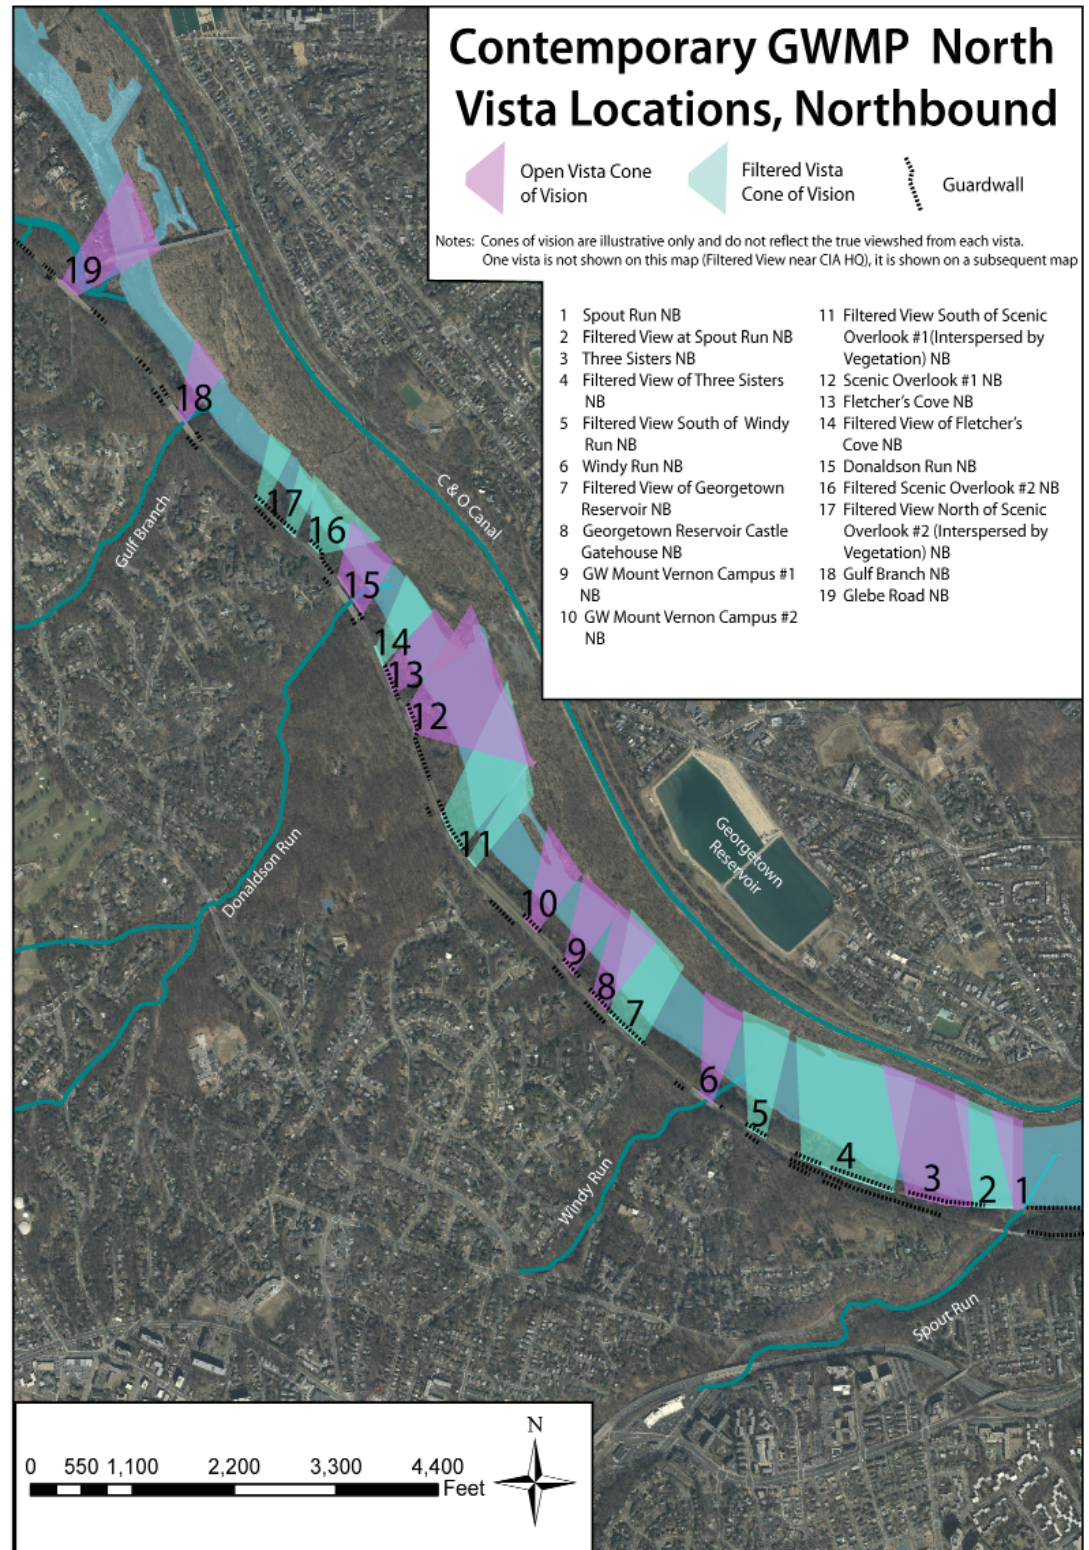 Contemporary GWMP North
Vista Locations, Northbound
Open Vista Cone
of Vision
Filtered Vista
Cone of Vision
Guardwall
Notes: Cones of vision are illustrative only and do not reflect the true viewshed from each vista.
One vista is not shown on this map (Filtered View near CIA HQ), it is shown on a subsequent map
1 Spout Run NB
2 Filtered View at Spout Run NB
3 Three Sisters NB
4 Filtered View of Three Sisters
NB
5 Filtered View South of Windy
Run NB
6 Windy Run NB
7 Filtered View of Georgetown
Reservoir NB
8 Georgetown Reservoir Castle
Gatehouse NB
9 GW Mount Vernon Campus #1
NB
10 GW Mount Vernon Campus #2
NB
11 Filtered View South of Scenic
Overlook #1(Interspersed by
Vegetation) NB
12 Scenic Overlook #1 NB
13 Fletcher's Cove NB
14 Filtered View of Fletcher's
Cove NB
15 Donaldson Run NB
16 Filtered Scenic Overlook #2 NB
17 Filtered View North of Scenic
Overlook #2 (Interspersed by
Vegetation) NB
18 Gulf Branch NB
19 Glebe Road NB
19
18
17
16
15
14
13
12
11
10
9
8
7
6
5
4
3
2
1
C & O Canal
Gulf Branch
Donaldson Run
Georgetown
Reservoir
Windy Run
Spout Run
N
0 550 1,100 2,200 3,300 4,400
Feet